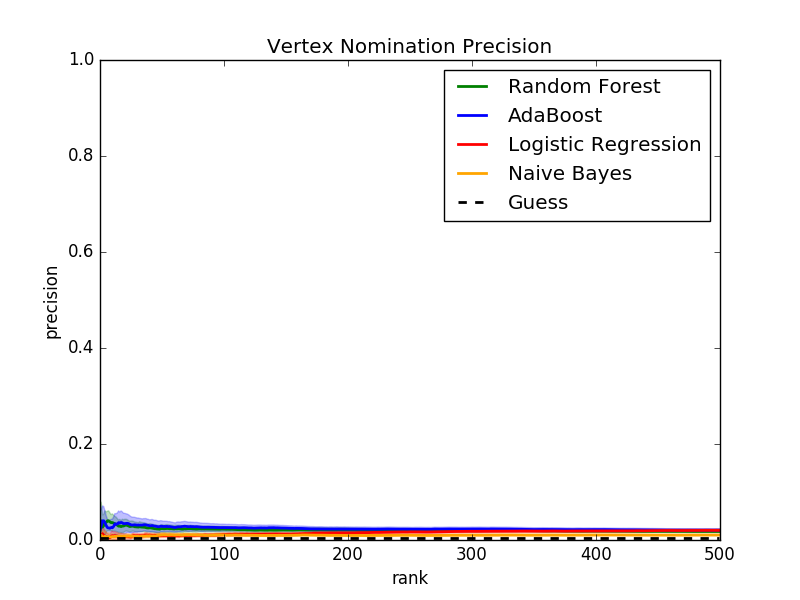 Vertex Nomination Precision
1.0
0.8
0.6
0.4
0.2
0.0
precision
Random Forest
AdaBoost
Logistic Regression
Naive Bayes
Guess
0 100 200 300 400 500
rank